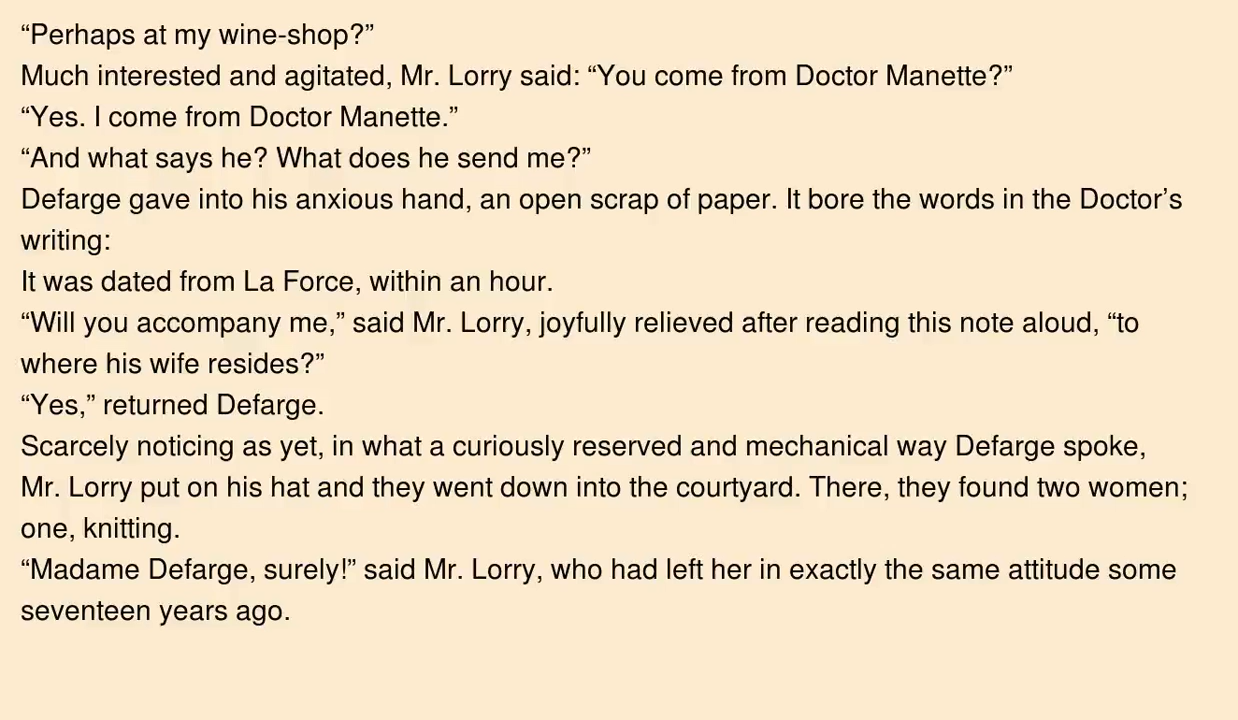 “Perhaps at my wine-shop?”
Much interested and agitated, Mr. Lorry said: “You come from Doctor Manette?”
“Yes. I come from Doctor Manette.”
“And what says he? What does he send me?”
Defarge gave into his anxious hand, an open scrap of paper. It bore the words in the Doctor’s
writing:
It was dated from La Force, within an hour.
“Will you accompany me,” said Mr. Lorry, joyfully relieved after reading this note aloud, “to
where his wife resides?”
“Yes,” returned Defarge.
Scarcely noticing as yet, in what a curiously reserved and mechanical way Defarge spoke,
Mr. Lorry put on his hat and they went down into the courtyard. There, they found two women;
one, knitting.
“Madame Defarge, surely!” said Mr. Lorry, who had left her in exactly the same attitude some
seventeen years ago.